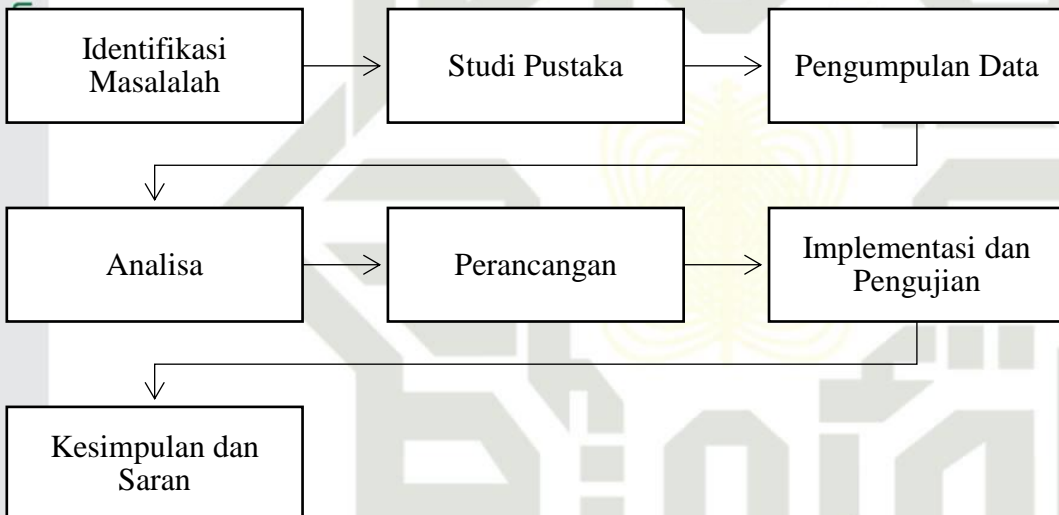 Identifikasi
Masalalah
Studi Pustaka
Pengumpulan Data
Analisa
Perancangan
Implementasi dan
Pengujian
Kesimpulan dan
Saran